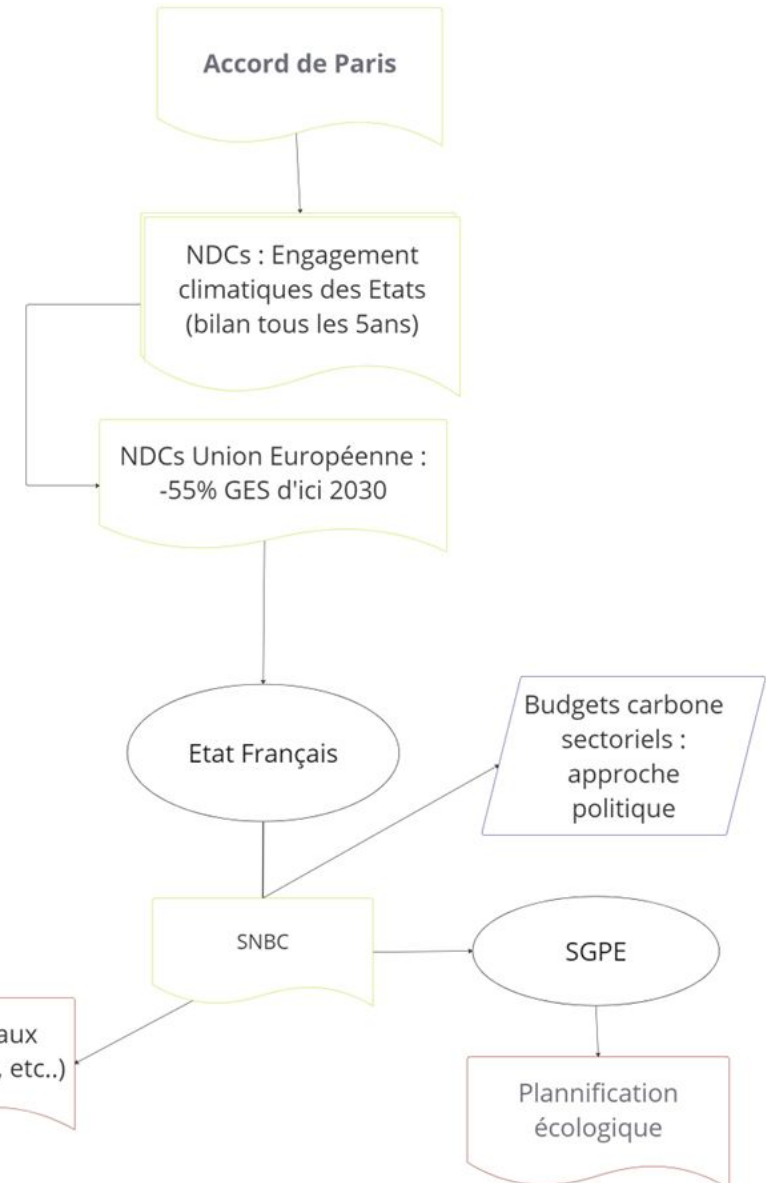 Accord de Paris
NDCs : Engagement
climatiques des Etats
(bilan tous les 5ans)
NDCs Union Européenne :
-55% GES d'ici 2030
Etat Français
Budgets carbone
sectoriels :
approche
politique
SNBC
SGPE
aux
, etc..)
Plannification
écologique